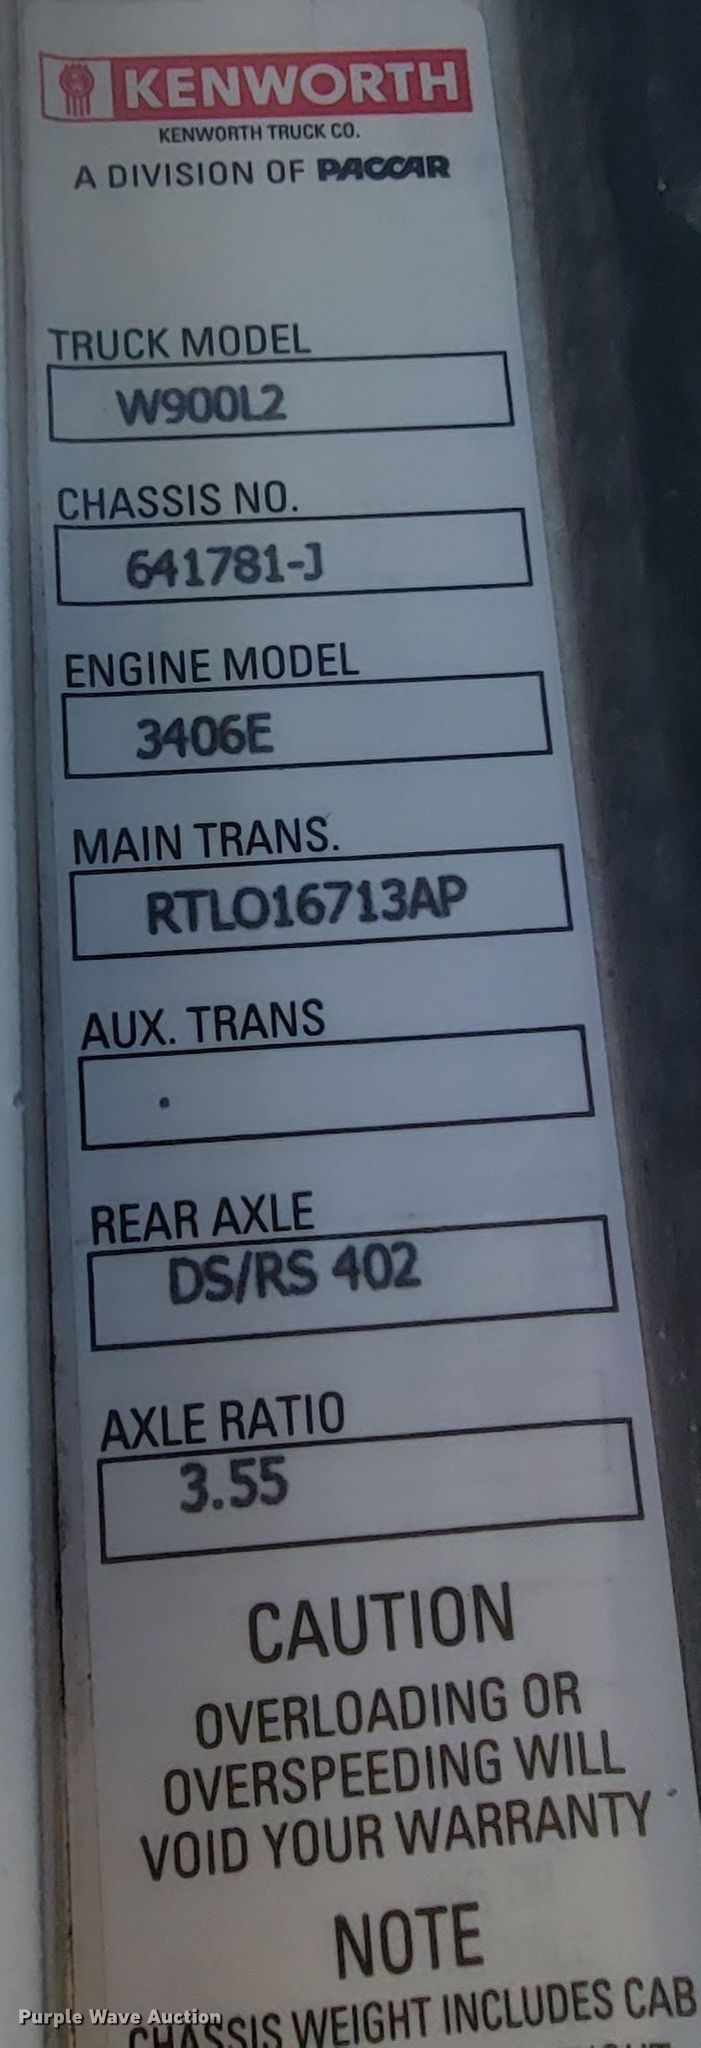 KENWORTH
KENWORTH TRUCK CO.
A DIVISION OF PACCAR
TRUCK MODEL
W900L2
CHASSIS NO.
641781-J
ENGINE MODEL
3406E
MAIN TRANS.
RTLO16713AP
AUX. TRANS
.
REAR AXLE
DS/RS 402
AXLE RATIO
3.55
CAUTION
OVERLOADING OR
OVERSPEEDING WILL
VOID YOUR WARRANTY
NOTE
CHASSIS WEIGHT INCLUDES CAB
Purple Wave Auction